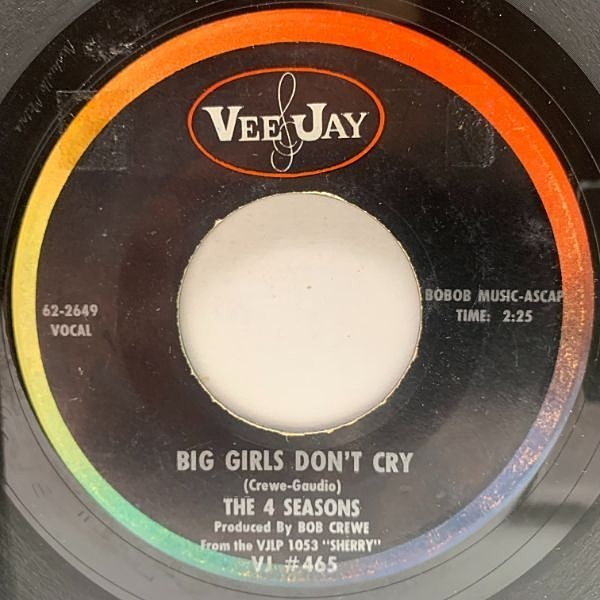 VEE JAY
62-2649
VOCAL
BOBOB MUSIC-ASCAP
TIME: 2:25
BIG GIRLS DON'T CRY
(Crewe-Gaudio)
THE 4 SEASONS
Produced By BOB CREWE
From the VJLP 1053 "SHERRY"
VJ #465